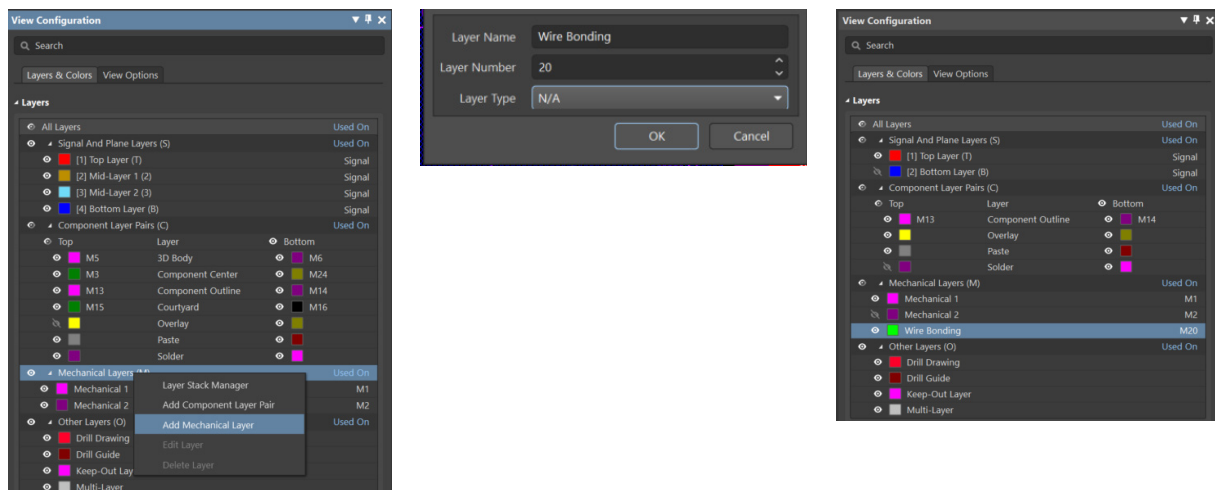 View Configuration
Search
Layers & Colors View Options
Layers
All Layers Used On
Signal And Plane Layers (S) Used On
[1] Top Layer (T) Signal
[2] Mid-Layer 1 (2) Signal
[3] Mid-Layer 2 (3) Signal
[4] Bottom Layer (B) Signal
Component Layer Pairs (C) Used On
Top Layer Bottom
M5 3D Body M6
M3 Component Center M24
M13 Component Outline M14
M15 Courtyard M16
Overlay
Paste
Solder
Mechanical Layers (M) Used On
Mechanical 1 M1
Mechanical 2 M2
Other Layers (O) Used On
Drill Drawing
Drill Guide
Keep-Out Lay
Multi-Layer
Layer Stack Manager
Add Component Layer Pair
Add Mechanical Layer
Edit Layer
Delete Layer
Layer Name Wire Bonding
Layer Number 20
Layer Type N/A
OK Cancel
View Configuration
Search
Layers & Colors View Options
Layers
All Layers Used On
Signal And Plane Layers (S) Used On
[1] Top Layer (T) Signal
[2] Bottom Layer (B) Signal
Component Layer Pairs (C) Used On
Top Layer Bottom
M13 Component Outline M14
Overlay
Paste
Solder
Mechanical Layers (M) Used On
Mechanical 1 M1
Mechanical 2 M2
Wire Bonding M20
Other Layers (O) Used On
Drill Drawing
Drill Guide
Keep-Out Layer
Multi-Layer